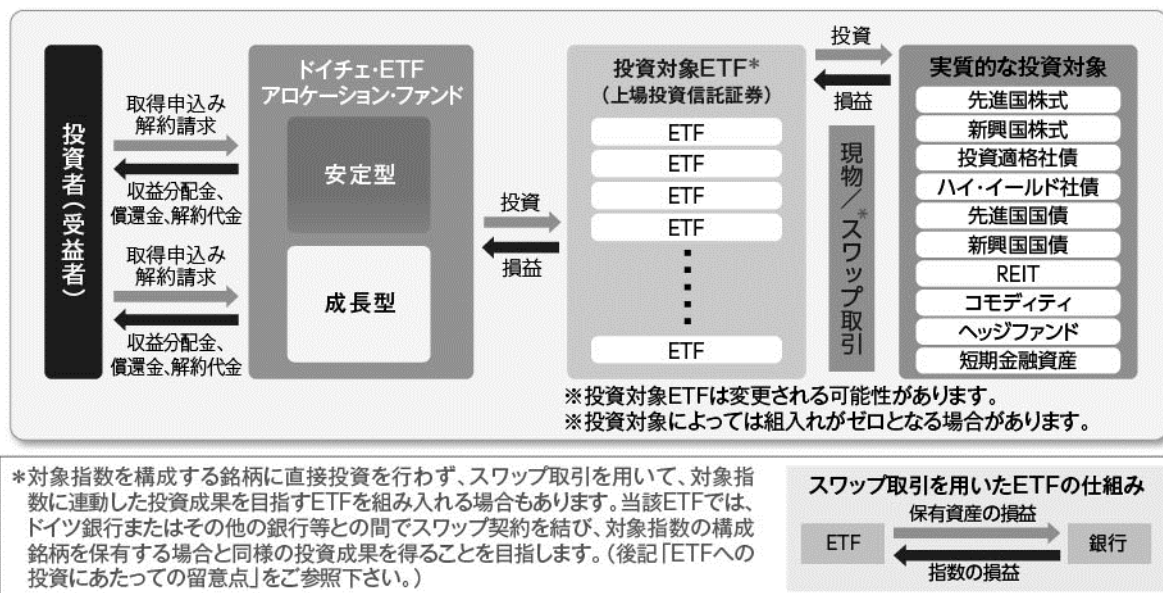 投資者（受益者）
取得申込み
解約請求
収益分配金、
償還金、解約代金
取得申込み
解約請求
収益分配金、
償還金、解約代金
ドイチェ・ETF
アロケーション・ファンド
安定型
成長型
投資
損益
投資対象ETF*
（上場投資信託証券）
ETF
ETF
ETF
ETF
ETF
投資
損益
現物／スワップ取引*
実質的な投資対象
先進国株式
新興国株式
投資適格社債
ハイ・イールド社債
先進国国債
新興国国債
REIT
コモディティ
ヘッジファンド
短期金融資産
※投資対象ETFは変更される可能性があります。
※投資対象によっては組入れがゼロとなる場合があります。
*対象指数を構成する銘柄に直接投資を行わず、スワップ取引を用いて、対象指
数に連動した投資成果を目指すETFを組み入れる場合もあります。当該ETFでは、
ドイツ銀行またはその他の銀行等との間でスワップ契約を結び、対象指数の構成
銘柄を保有する場合と同様の投資成果を得ることを目指します。（後記「ETFへの
投資にあたっての留意点」をご参照下さい。）
スワップ取引を用いたETFの仕組み
保有資産の損益
ETF
銀行
指数の損益